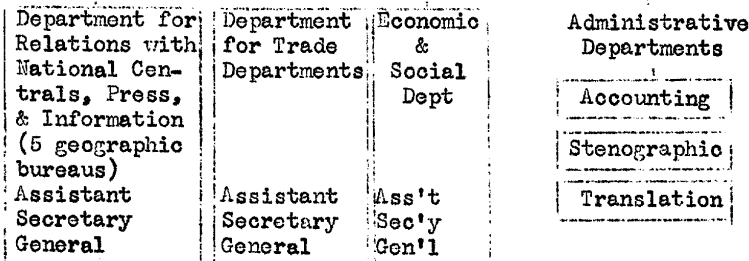 Department for
Relations with
National Cen-
trals, Press,
& Information
(5 geographic
bureaus)
Assistant
Secretary
General
Department
for Trade
Departments
Assistant
Secretary
General
Economic
&
Social
Dept
Ass't
Sec'y
Gen'l
Administrative
Departments
Accounting
Stenographic
Translation